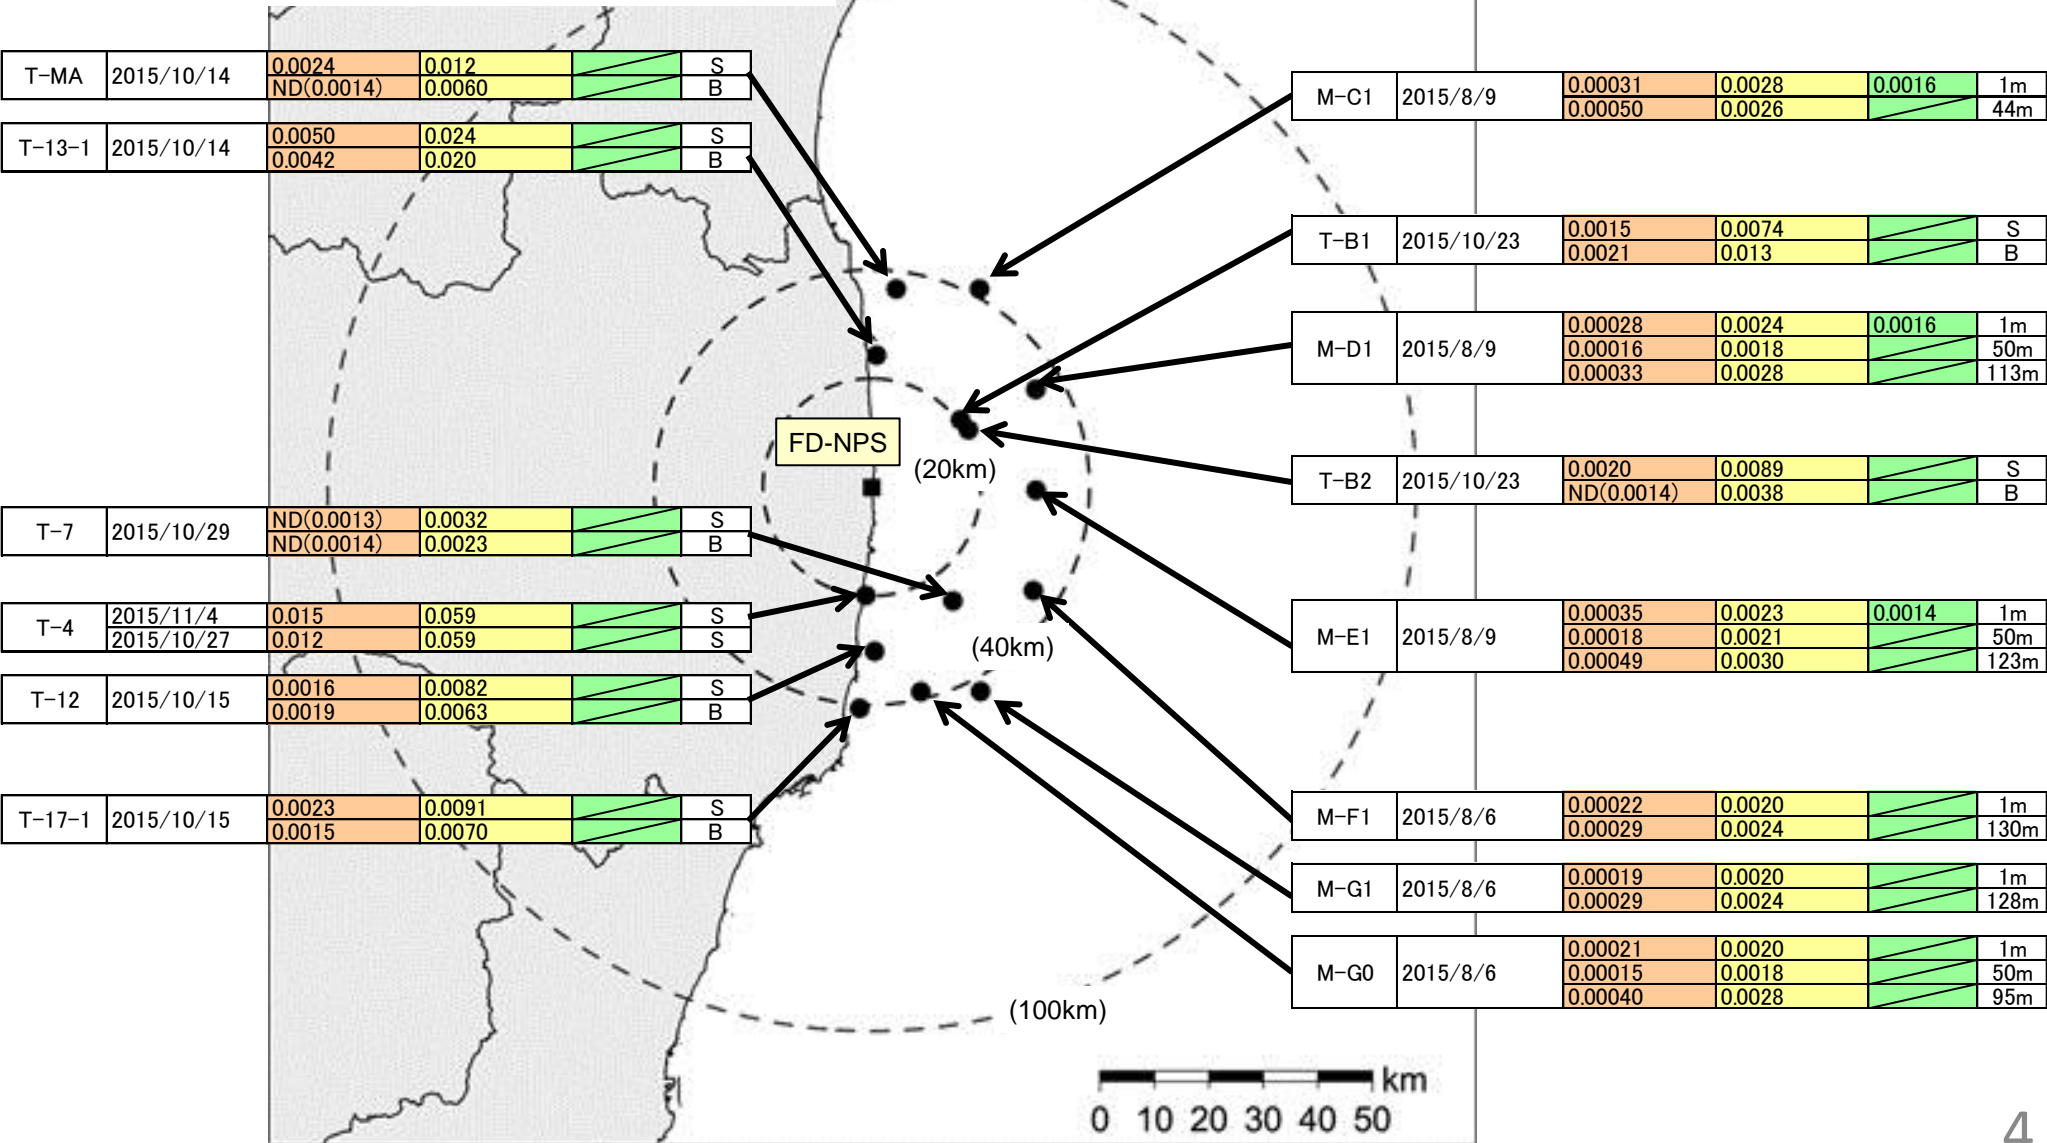 T-MA 2015/10/14 0.0024 0.012 S
ND(0.0014) 0.0060 B
T-13-1 2015/10/14 0.0050 0.024 S
0.0042 0.020 B
T-7 2015/10/29 ND(0.0013) 0.0032 S
ND(0.0014) 0.0023 B
T-4 2015/11/4 0.015 0.059 S
2015/10/27 0.012 0.059 S
T-12 2015/10/15 0.0016 0.0082 S
0.0019 0.0063 B
T-17-1 2015/10/15 0.0023 0.0091 S
0.0015 0.0070 B
FD-NPS
(20km)
(40km)
(100km)
M-C1 2015/8/9 0.00031 0.0028 0.0016 1m
0.00050 0.0026 44m
T-B1 2015/10/23 0.0015 0.0074 S
0.0021 0.013 B
M-D1 2015/8/9 0.00028 0.0024 0.0016 1m
0.00016 0.0018 50m
0.00033 0.0028 113m
T-B2 2015/10/23 0.0020 0.0089 S
ND(0.0014) 0.0038 B
M-E1 2015/8/9 0.00035 0.0023 0.0014 1m
0.00018 0.0021 50m
0.00049 0.0030 123m
M-F1 2015/8/6 0.00022 0.0020 1m
0.00029 0.0024 130m
M-G1 2015/8/6 0.00019 0.0020 1m
0.00029 0.0024 128m
M-G0 2015/8/6 0.00021 0.0020 1m
0.00015 0.0018 50m
0.00040 0.0028 95m
km
0 10 20 30 40 50
4